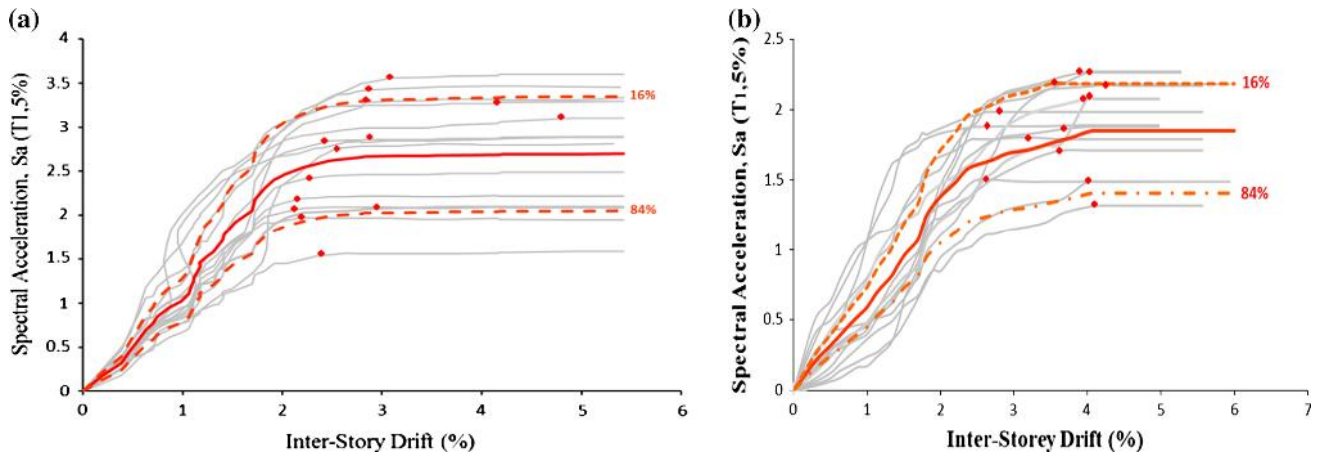 (a)
4
3.5
3
2.5
2
1.5
1
0.5
0
0 1 2 3 4 5 6
Spectral Acceleration, Sa (T1,5%)
Inter-Story Drift (%)
16%
84%
(b)
2.5
2
1.5
1
0.5
0
0 1 2 3 4 5 6 7
Spectral Acceleration, Sa (T1,5%)
Inter-Storey Drift (%)
16%
84%